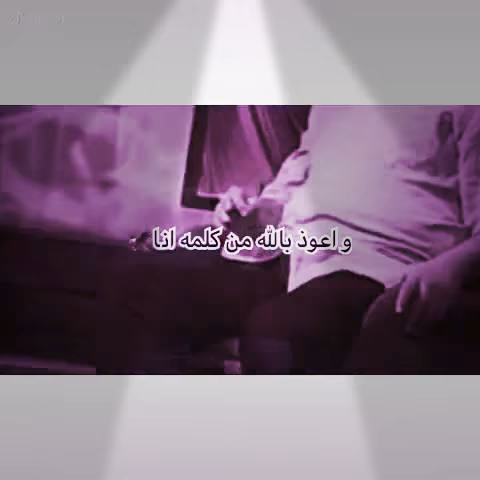 و اعوذ بالله من كلمه انا